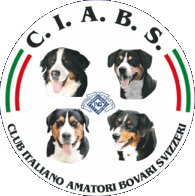 C. I. A. B. S.
CLUB ITALIANO AMATORI BOVARI SVIZZERI